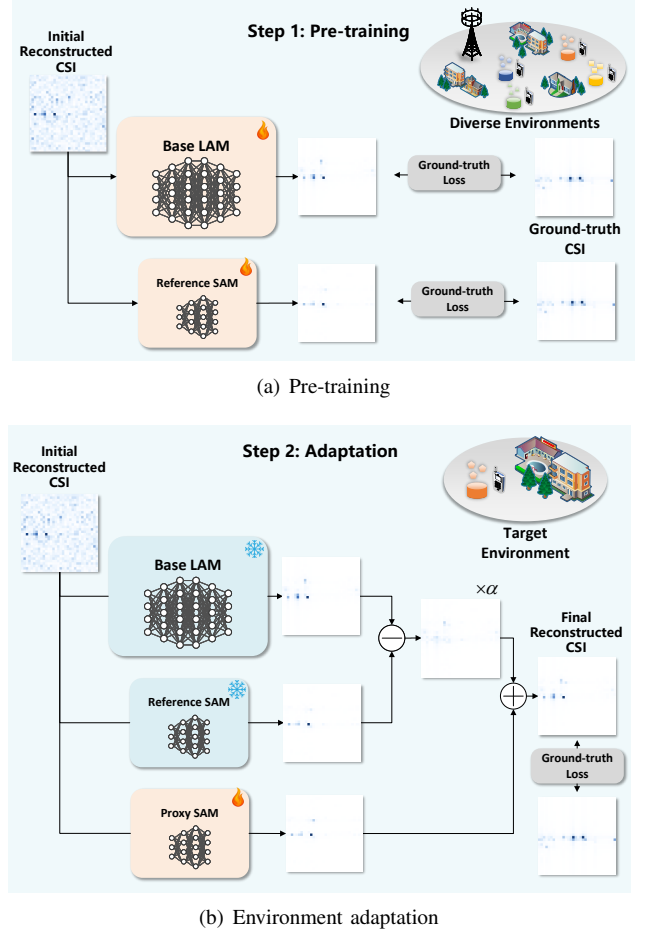 Step 1: Pre-training
Initial
Reconstructed
CSI
Diverse Environments
Base LAM
Ground-truth
Loss
Ground-truth
CSI
Reference SAM
Ground-truth
Loss
(a) Pre-training
Step 2: Adaptation
Initial
Reconstructed
CSI
Target
Environment
Base LAM
×α
Final
Reconstructed
CSI
Reference SAM
Ground-truth
Loss
Proxy SAM
(b) Environment adaptation